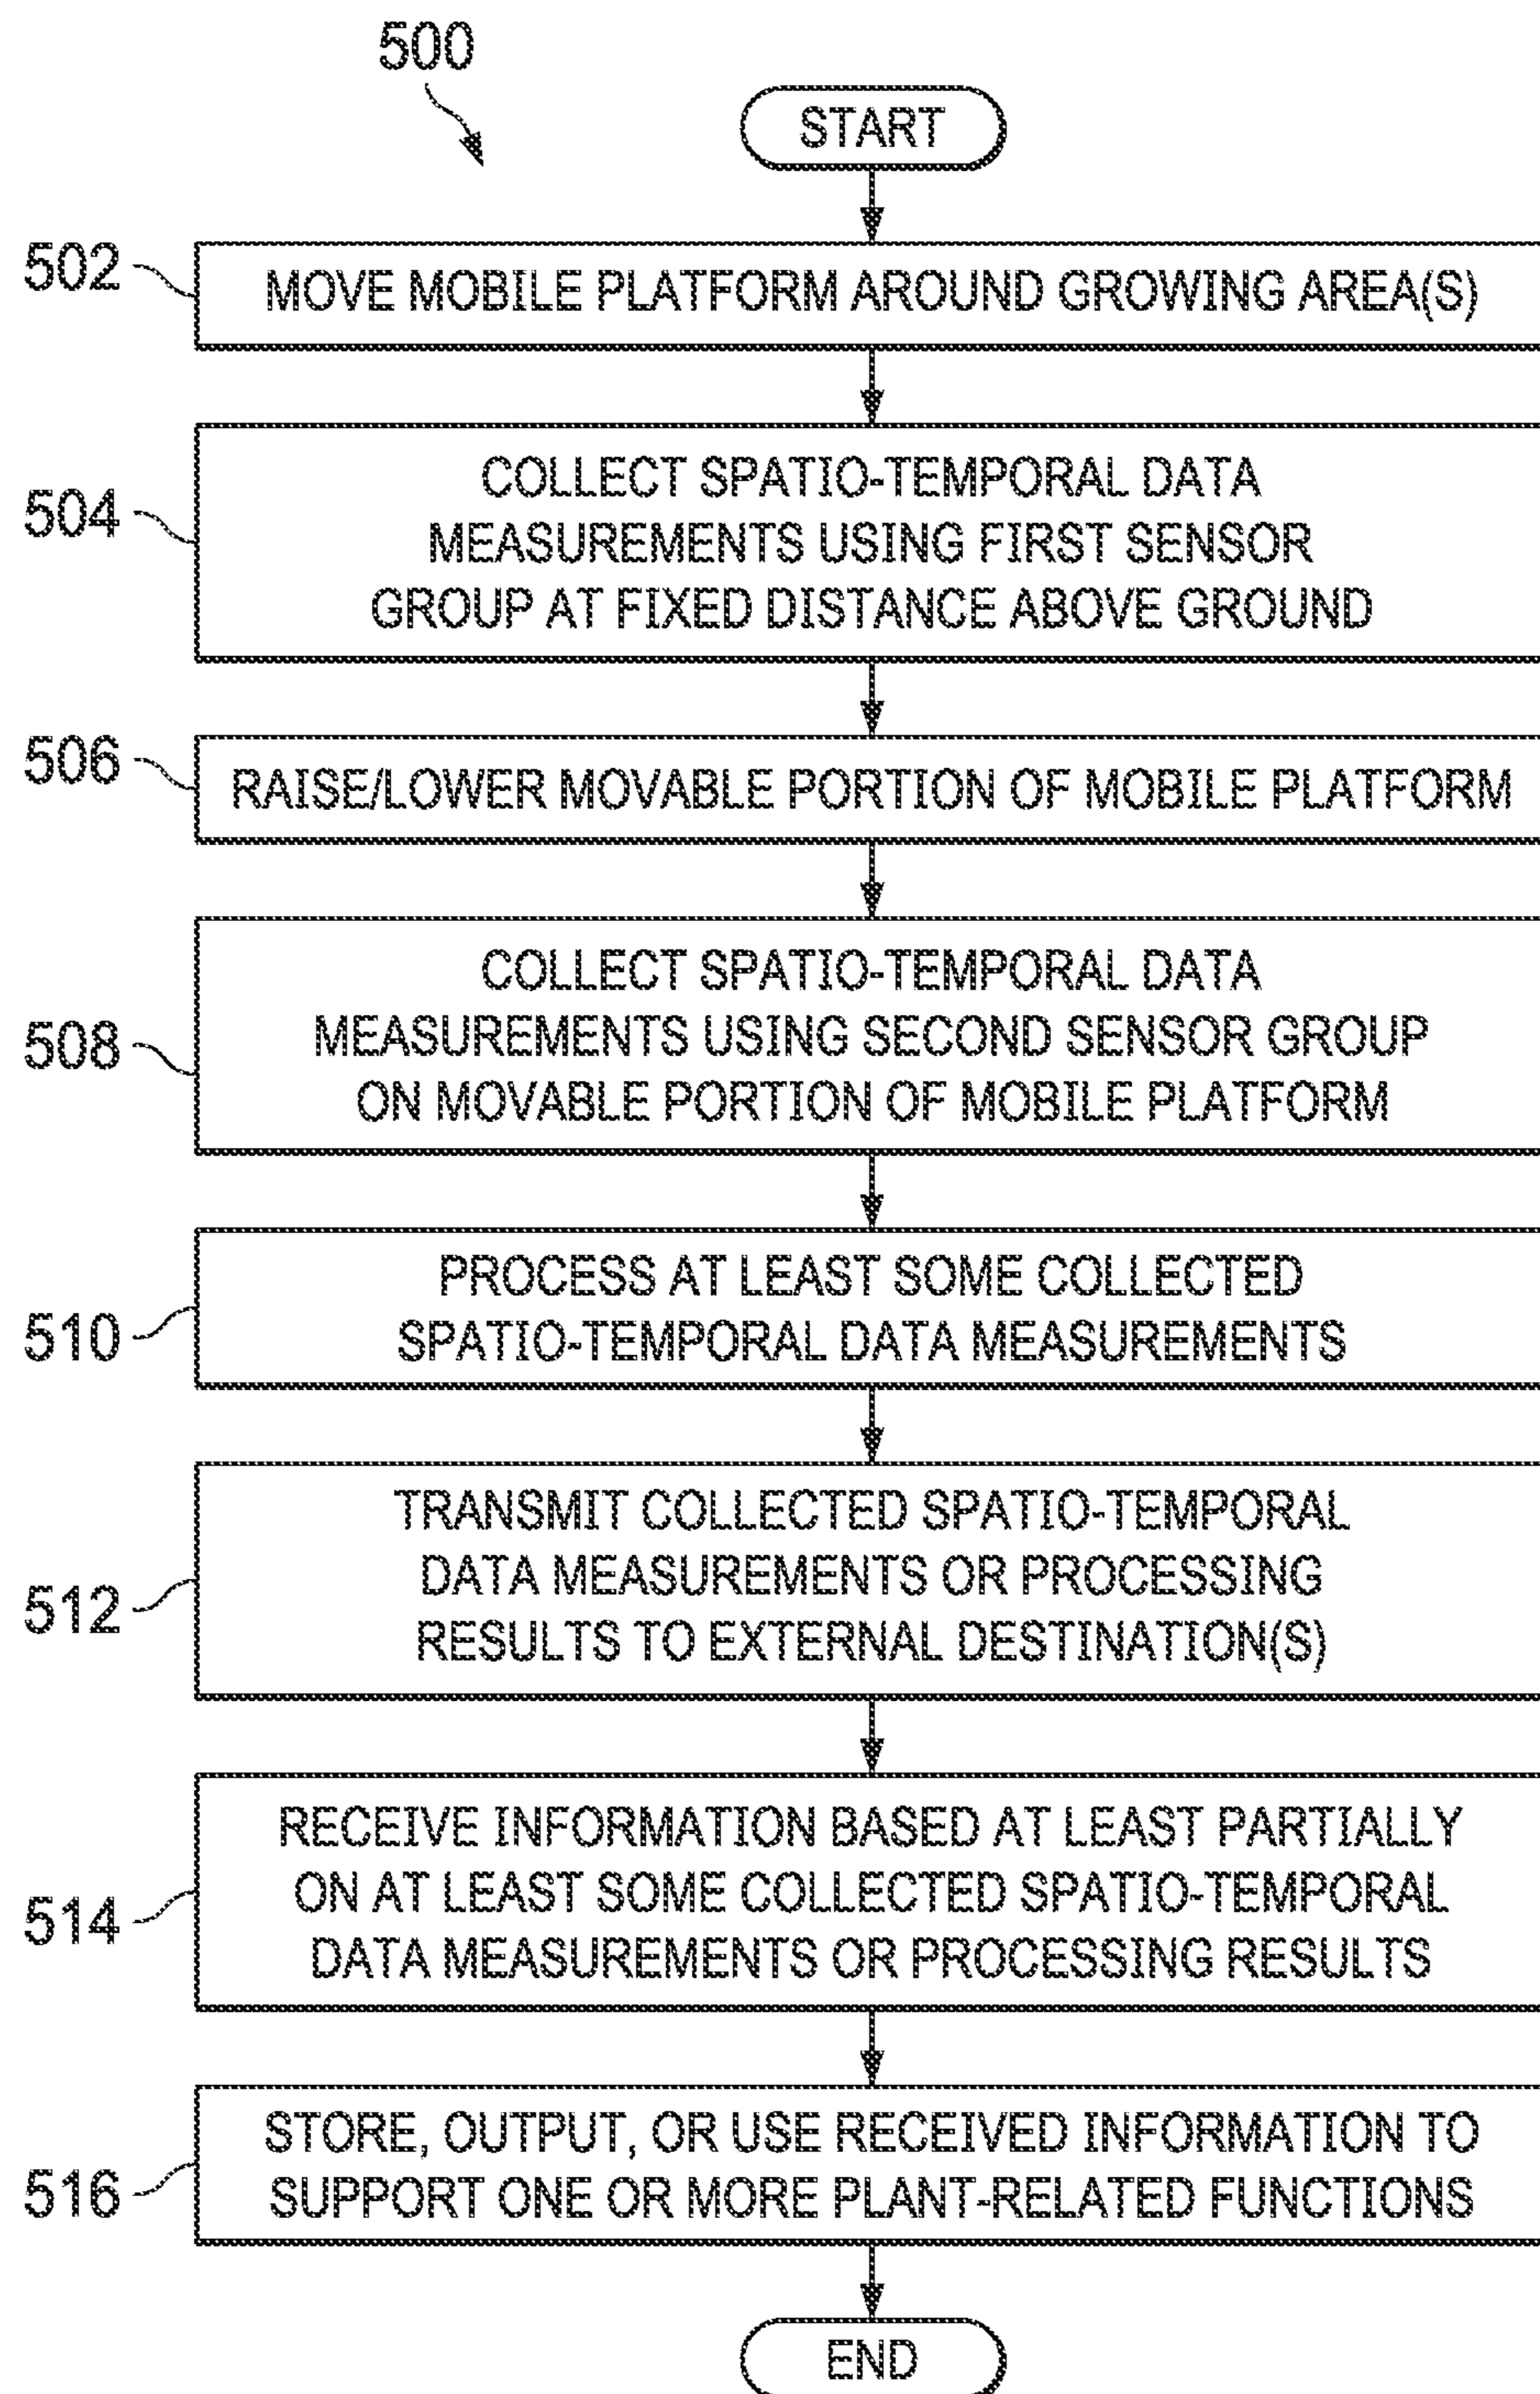 500
START
502
MOVE MOBILE PLATFORM AROUND GROWING AREA(S)
504
COLLECT SPATIO-TEMPORAL DATA
MEASUREMENTS USING FIRST SENSOR
GROUP AT FIXED DISTANCE ABOVE GROUND
506
RAISE/LOWER MOVABLE PORTION OF MOBILE PLATFORM
508
COLLECT SPATIO-TEMPORAL DATA
MEASUREMENTS USING SECOND SENSOR GROUP
ON MOVABLE PORTION OF MOBILE PLATFORM
510
PROCESS AT LEAST SOME COLLECTED
SPATIO-TEMPORAL DATA MEASUREMENTS
512
TRANSMIT COLLECTED SPATIO-TEMPORAL
DATA MEASUREMENTS OR PROCESSING
RESULTS TO EXTERNAL DESTINATION(S)
514
RECEIVE INFORMATION BASED AT LEAST PARTIALLY
ON AT LEAST SOME COLLECTED SPATIO-TEMPORAL
DATA MEASUREMENTS OR PROCESSING RESULTS
516
STORE, OUTPUT, OR USE RECEIVED INFORMATION TO
SUPPORT ONE OR MORE PLANT-RELATED FUNCTIONS
END